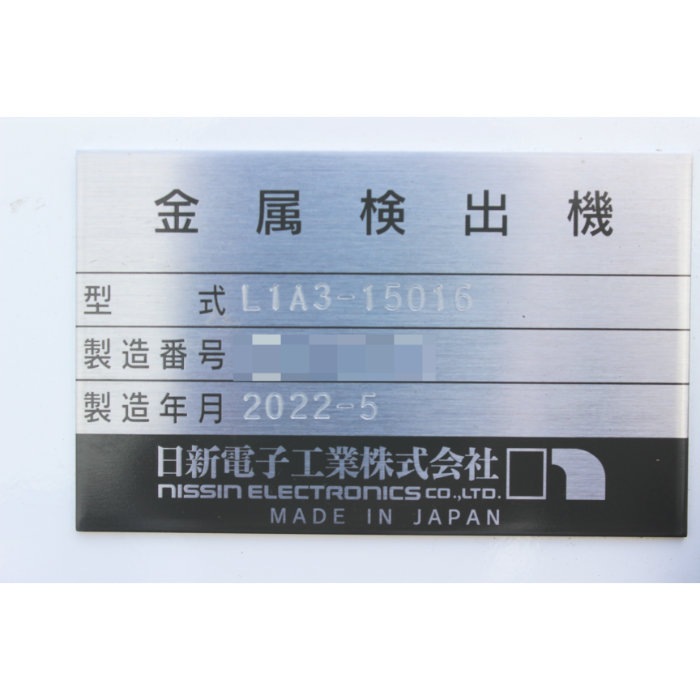 金属検出機
型式 L1A3-15016
製造番号
製造年月 2022-5
日新電子工業株式会社
NISSIN ELECTRONICS CO.,LTD.
MADE IN JAPAN